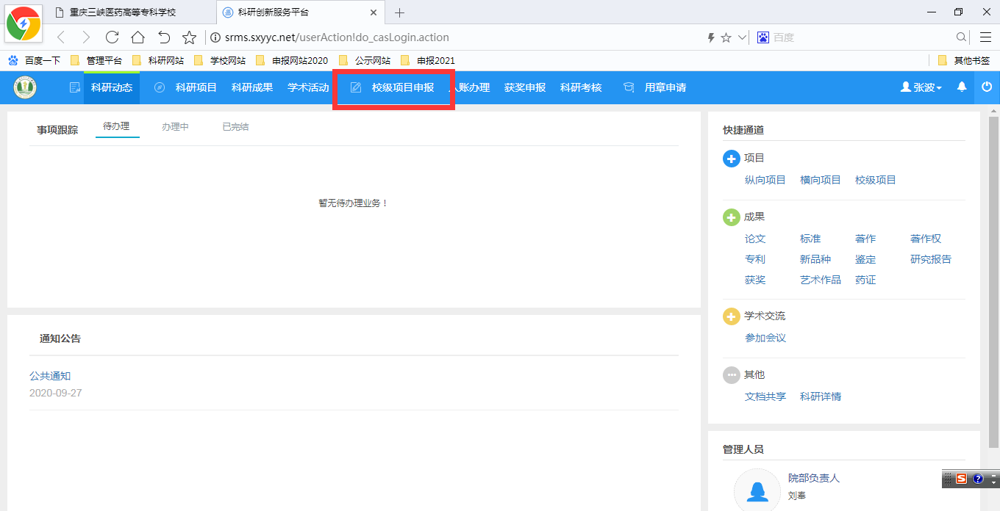 重庆三峡医药高等专科学校
科研创新服务平台
srms.sxyyc.net/userAction!do_casLogin.action
百度
百度一下 管理平台 科研网站 学校网站 申报网站2020 公示网站 申报2021 其他书签
科研动态 科研项目 科研成果 学术活动 校级项目申报 入账办理 获奖申报 科研考核 用章申请 张波
事项跟踪 待办理 办理中 已完结
暂无待办理业务！
通知公告
公共通知
2020-09-27
快捷通道
项目
纵向项目 横向项目 校级项目
成果
论文 标准 著作 著作权
专利 新品种 鉴定 研究报告
获奖 艺术作品 药证
学术交流
参加会议
其他
文档共享 科研详情
管理人员
院部负责人
刘奉